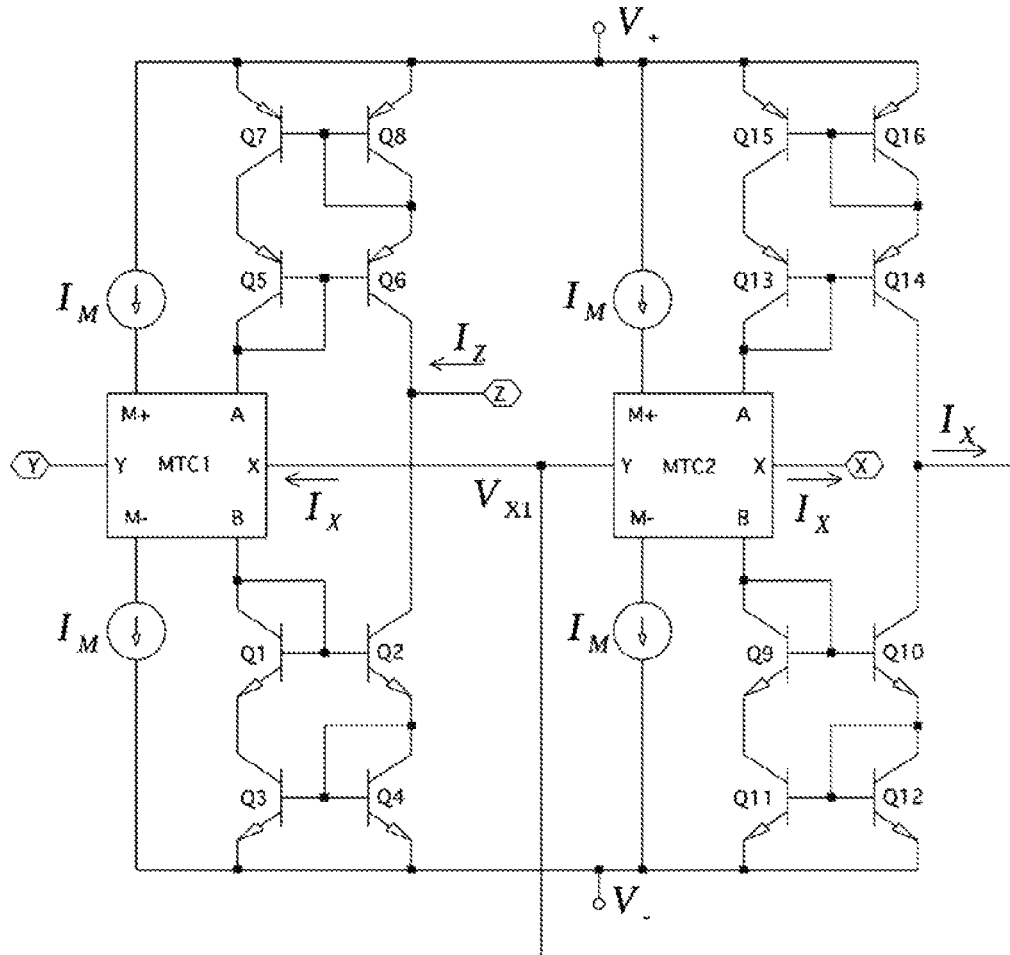 V+
Q7 Q8 Q15 Q16
Q5 Q6 Q13 Q14
IM IM
IZ
Z
M+ A M+ A
Y Y MTC1 X Y MTC2 X X
IX
VX1 IX IX
M- B M- B
IM IM
Q1 Q2 Q9 Q10
Q3 Q4 Q11 Q12
V-